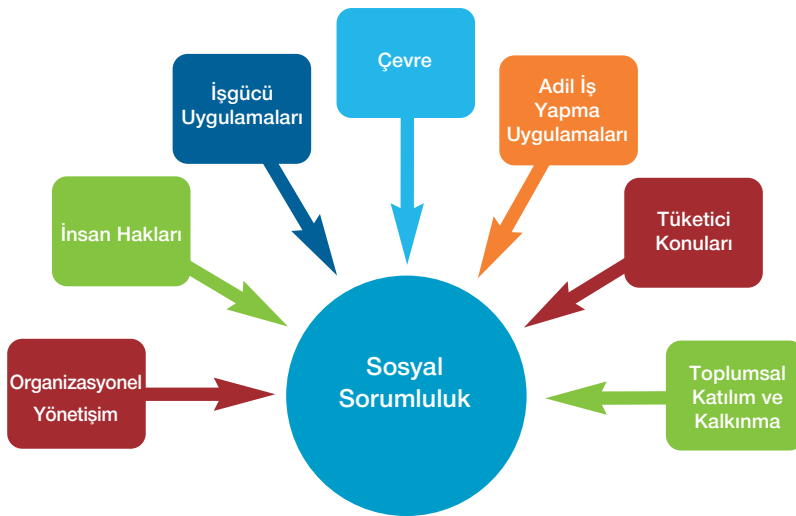 Çevre
İşgücü
Uygulamaları
Adil İş
Yapma
Uygulamaları
İnsan Hakları
Tüketici
Konuları
Organizasyonel
Yönetişim
Sosyal
Sorumluluk
Toplumsal
Katılım ve
Kalkınma